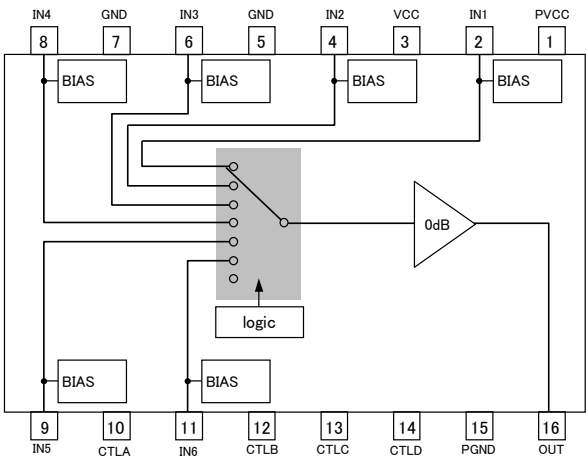 IN4 GND IN3 GND IN2 VCC IN1 PVCC
8 7 6 5 4 3 2 1
BIAS BIAS BIAS BIAS
0dB
logic
BIAS BIAS
9 10 11 12 13 14 15 16
IN5 CTLA IN6 CTLB CTLC CTLD PGND OUT